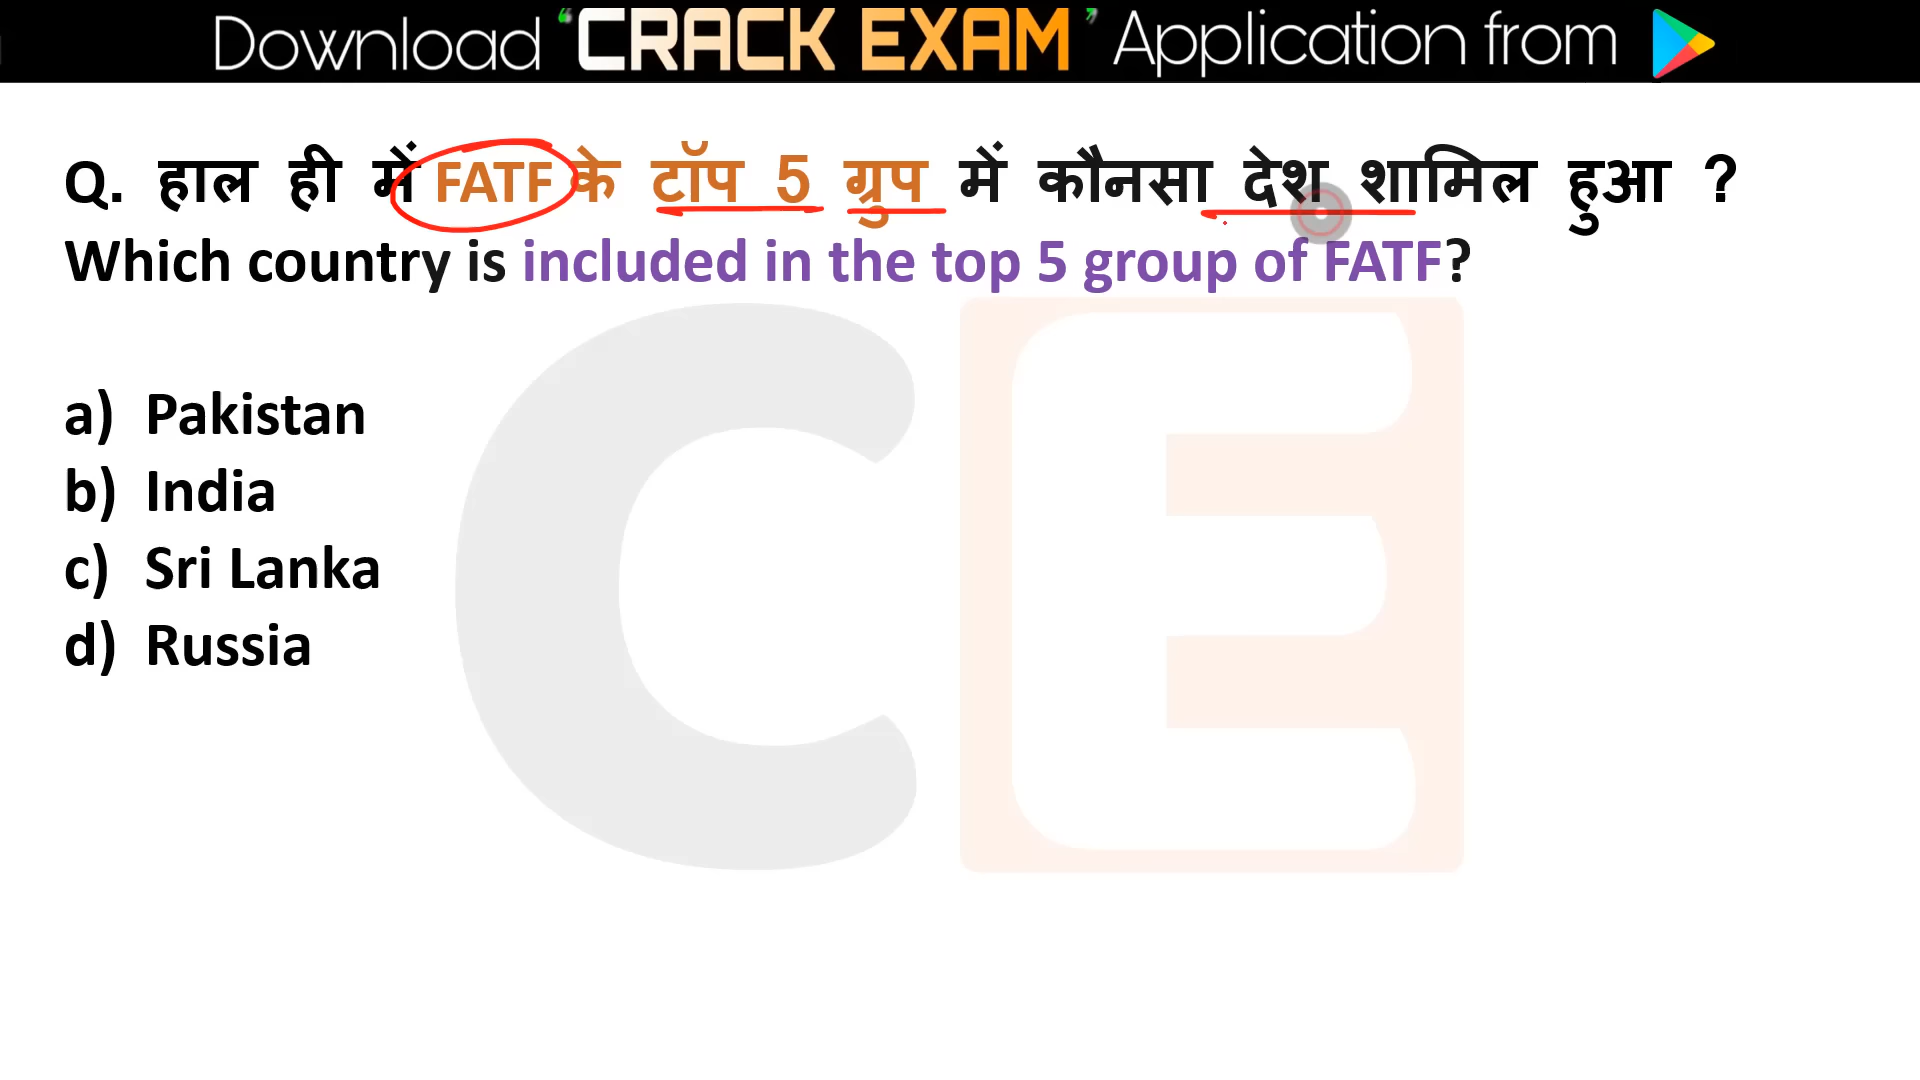 Download ‘CRACK EXAM’ Application from
Q. हाल ही में FATF के टॉप 5 ग्रुप में कौनसा देश शामिल हुआ ?
Which country is included in the top 5 group of FATF?
a) Pakistan
b) India
c) Sri Lanka
d) Russia
CE